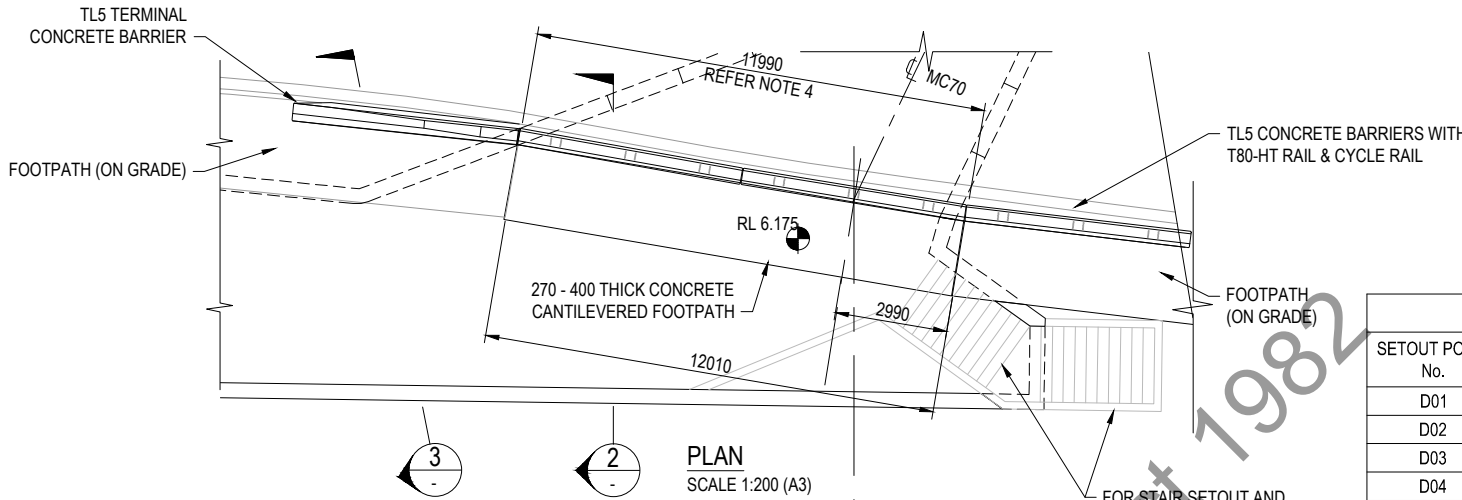 TL5 TERMINAL
CONCRETE BARRIER
11990
REFER NOTE 4
MC70
TL5 CONCRETE BARRIERS WITH
T80-HT RAIL & CYCLE RAIL
FOOTPATH (ON GRADE)
RL 6.175
270 - 400 THICK CONCRETE
CANTILEVERED FOOTPATH
2990
FOOTPATH
(ON GRADE)
12010
3
-
2
-
PLAN
SCALE 1:200 (A3)
FOR STAIR SETOUT AND
1982
SETOUT PO
No.
D01
D02
D03
D04